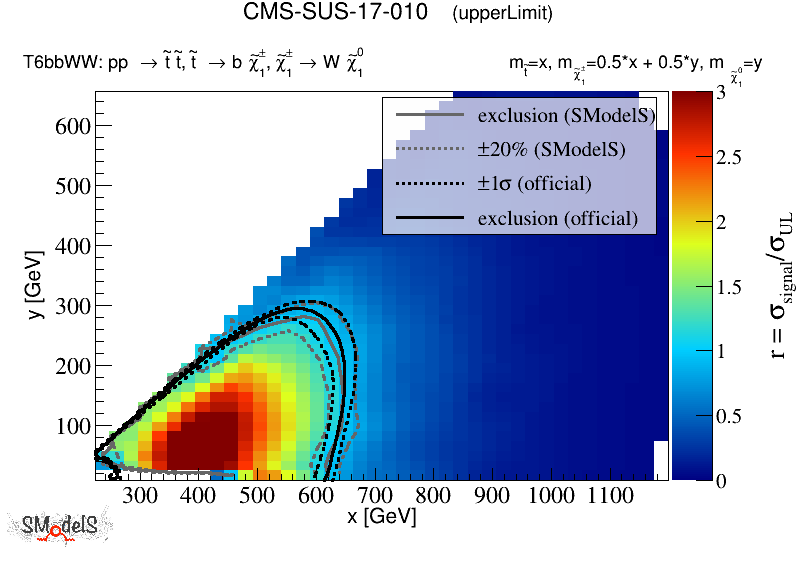 CMS-SUS-17-010 (upperLimit)
T6bbWW: pp → t̃ t̃, t̃ → b χ̃₁±, χ̃₁± → W χ̃₁⁰
m_t̃=x, m_χ̃₁±=0.5*x + 0.5*y, m_χ̃₁⁰=y
exclusion (SModelS)
±20% (SModelS)
±1σ (official)
exclusion (official)
600
500
400
300
200
100
y [GeV]
300 400 500 600 700 800 900 1000 1100
x [GeV]
3
2.5
2
1.5
1
0.5
0
r = σ_signal/σ_UL
SModelS